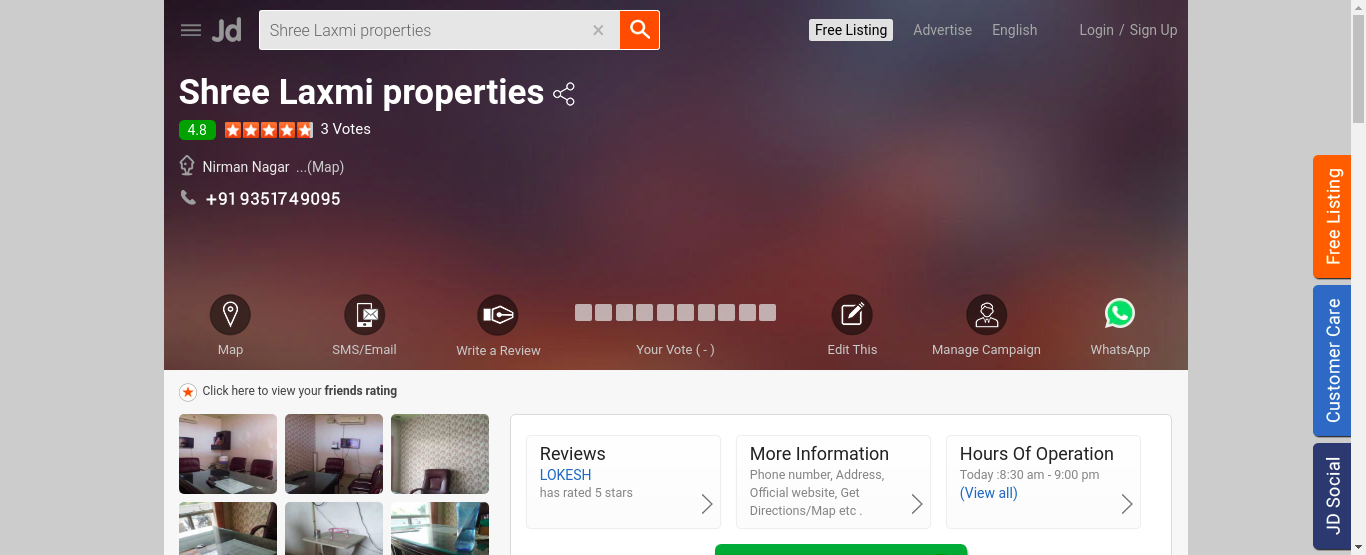 Jd
Shree Laxmi properties ×
Free Listing
Advertise
English
Login / Sign Up
Shree Laxmi properties
4.8
3 Votes
Nirman Nagar ...(Map)
+91 9351749095
Map
SMS/Email
Write a Review
Your Vote ( - )
Edit This
Manage Campaign
WhatsApp
Click here to view your friends rating
Reviews
LOKESH
has rated 5 stars
More Information
Phone number, Address,
Official website, Get
Directions/Map etc .
Hours Of Operation
Today :8:30 am - 9:00 pm
(View all)
Free Listing
Customer Care
JD Social